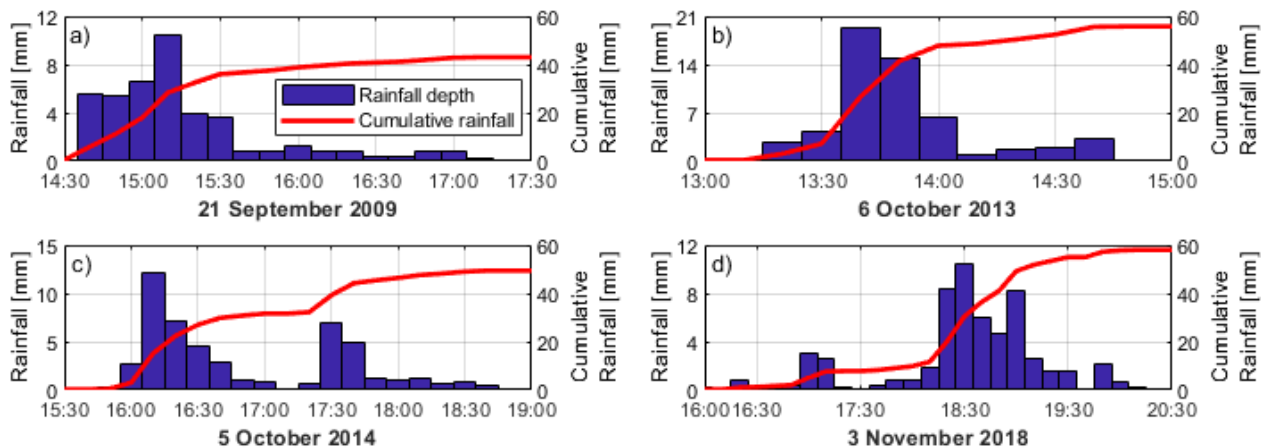 a)
Rainfall [mm]
12
8
4
0
60
40
20
0
Cumulative
Rainfall [mm]
Rainfall depth
Cumulative rainfall
14:30 15:00 15:30 16:00 16:30 17:00 17:30
21 September 2009
b)
Rainfall [mm]
21
14
7
0
60
40
20
0
Cumulative
Rainfall [mm]
13:00 13:30 14:00 14:30 15:00
6 October 2013
c)
Rainfall [mm]
15
10
5
0
60
40
20
0
Cumulative
Rainfall [mm]
15:30 16:00 16:30 17:00 17:30 18:00 18:30 19:00
5 October 2014
d)
Rainfall [mm]
12
8
4
0
60
40
20
0
Cumulative
Rainfall [mm]
16:00 16:30 17:30 18:30 19:30 20:30
3 November 2018